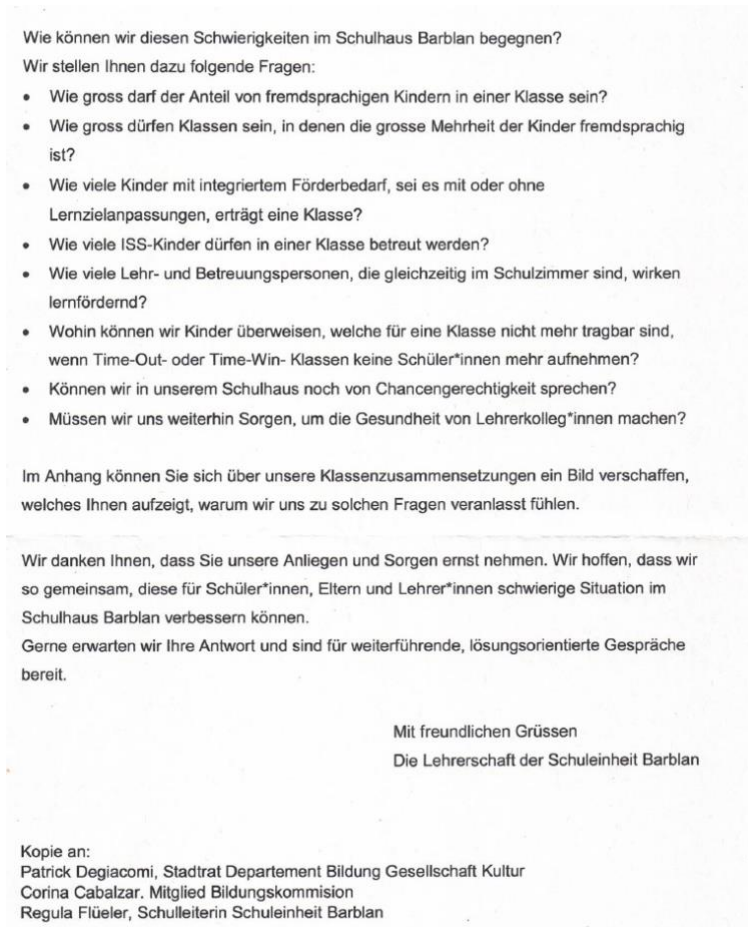 Wie können wir diesen Schwierigkeiten im Schulhaus Barblan begegnen?
Wir stellen Ihnen dazu folgende Fragen:
• Wie gross darf der Anteil von fremdsprachigen Kindern in einer Klasse sein?
• Wie gross dürfen Klassen sein, in denen die grosse Mehrheit der Kinder fremdsprachig
ist?
• Wie viele Kinder mit integriertem Förderbedarf, sei es mit oder ohne
Lernzielanpassungen, erträgt eine Klasse?
• Wie viele ISS-Kinder dürfen in einer Klasse betreut werden?
• Wie viele Lehr- und Betreuungspersonen, die gleichzeitig im Schulzimmer sind, wirken
lernfördernd?
• Wohin können wir Kinder überweisen, welche für eine Klasse nicht mehr tragbar sind,
wenn Time-Out- oder Time-Win- Klassen keine Schüler*innen mehr aufnehmen?
• Können wir in unserem Schulhaus noch von Chancengerechtigkeit sprechen?
• Müssen wir uns weiterhin Sorgen, um die Gesundheit von Lehrerkolleg*innen machen?
Im Anhang können Sie sich über unsere Klassenzusammensetzungen ein Bild verschaffen,
welches Ihnen aufzeigt, warum wir uns zu solchen Fragen veranlasst fühlen.
Wir danken Ihnen, dass Sie unsere Anliegen und Sorgen ernst nehmen. Wir hoffen, dass wir
so gemeinsam, diese für Schüler*innen, Eltern und Lehrer*innen schwierige Situation im
Schulhaus Barblan verbessern können.
Gerne erwarten wir Ihre Antwort und sind für weiterführende, lösungsorientierte Gespräche
bereit.
Mit freundlichen Grüssen
Die Lehrerschaft der Schuleinheit Barblan
Kopie an:
Patrick Degiacomi, Stadtrat Departement Bildung Gesellschaft Kultur
Corina Cabalzar. Mitglied Bildungskommision
Regula Flüeler, Schulleiterin Schuleinheit Barblan